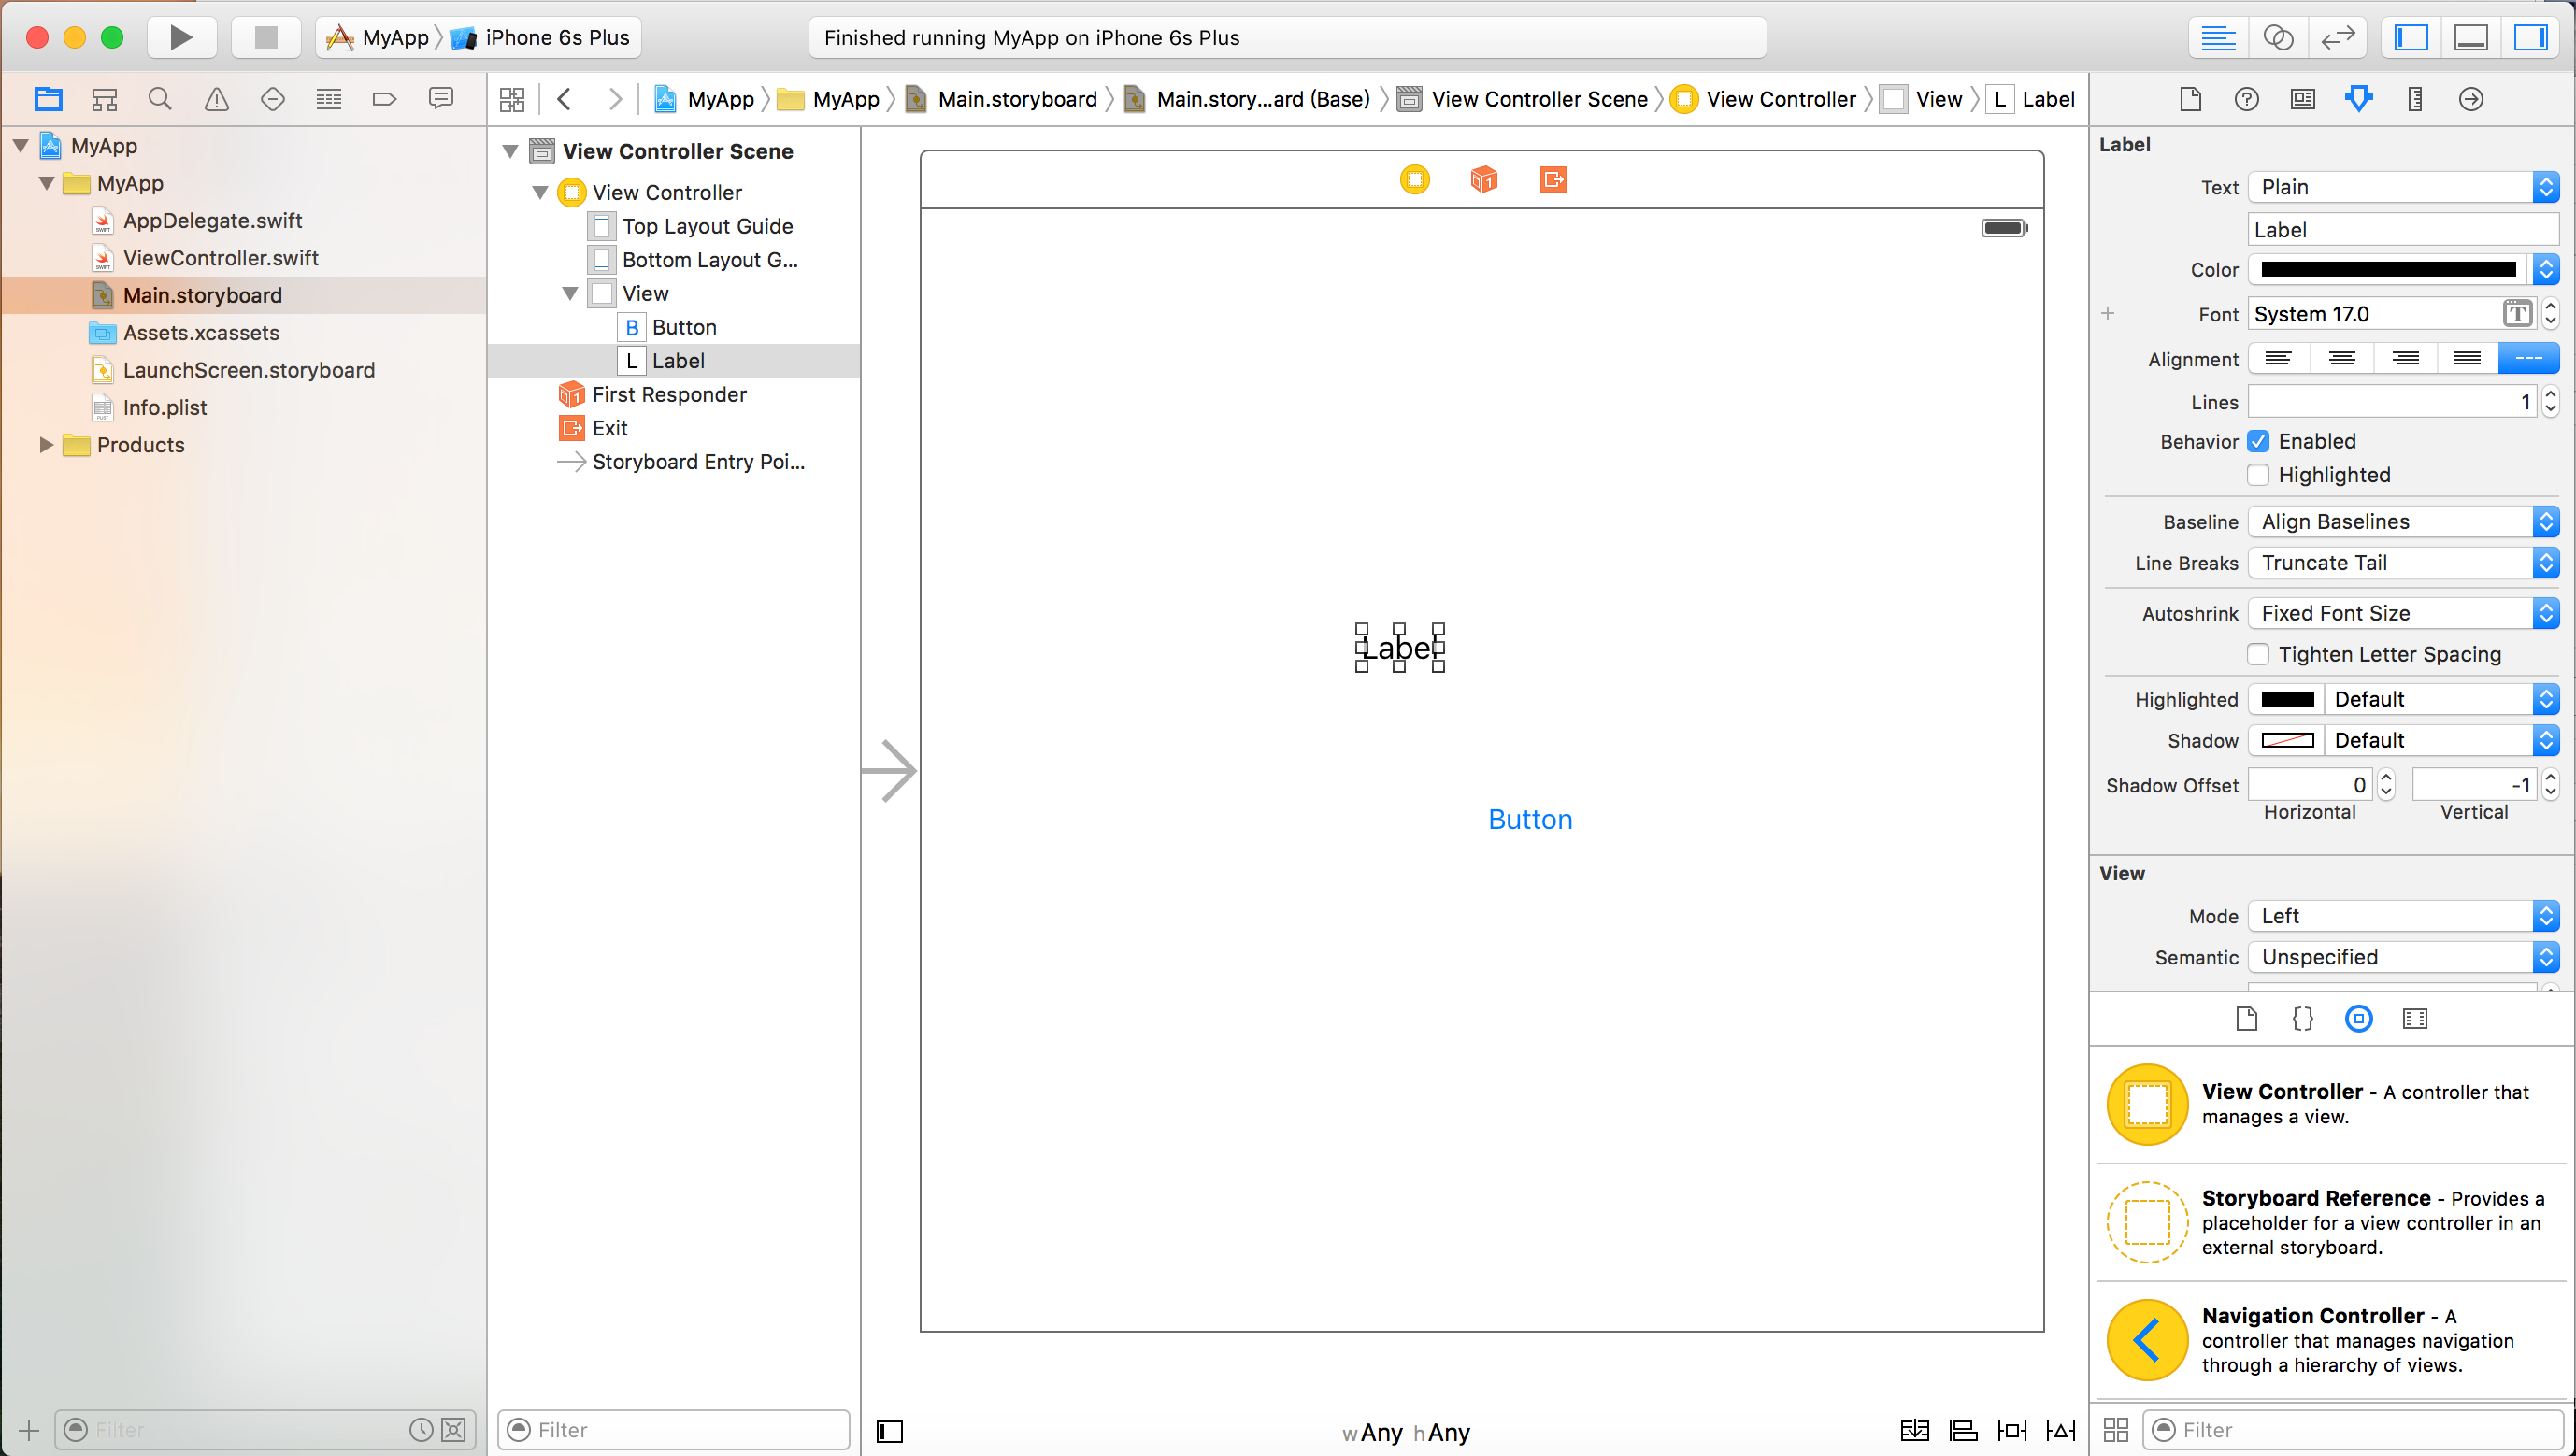 MyApp iPhone 6s Plus
Finished running MyApp on iPhone 6s Plus
MyApp MyApp Main.storyboard Main.story...ard (Base) View Controller Scene View Controller View L Label
MyApp
MyApp
AppDelegate.swift
ViewController.swift
Main.storyboard
Assets.xcassets
LaunchScreen.storyboard
Info.plist
Products
Filter
View Controller Scene
View Controller
Top Layout Guide
Bottom Layout G...
View
B Button
L Label
First Responder
Exit
Storyboard Entry Poi...
Filter
Label
Button
wAny hAny
Label
Text Plain
Label
Color
Font System 17.0
Alignment
Lines 1
Behavior Enabled
Highlighted
Baseline Align Baselines
Line Breaks Truncate Tail
Autoshrink Fixed Font Size
Tighten Letter Spacing
Highlighted Default
Shadow Default
Shadow Offset 0 -1
Horizontal Vertical
View
Mode Left
Semantic Unspecified
View Controller - A controller that
manages a view.
Storyboard Reference - Provides a
placeholder for a view controller in an
external storyboard.
Navigation Controller - A
controller that manages navigation
through a hierarchy of views.
Filter